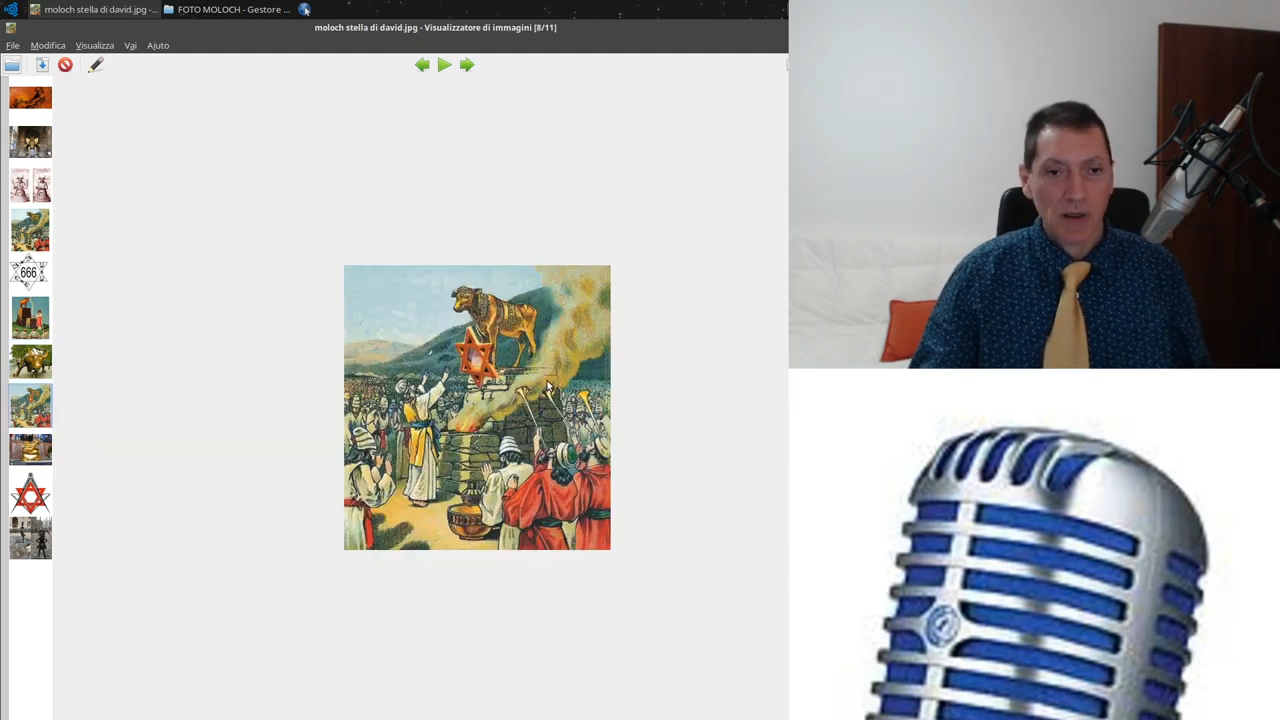 moloch stella di david.jpg -...
FOTO MOLOCH - Gestore ...
moloch stella di david.jpg - Visualizzatore di immagini [8/11]
File Modifica Visualizza Vai Aiuto
666